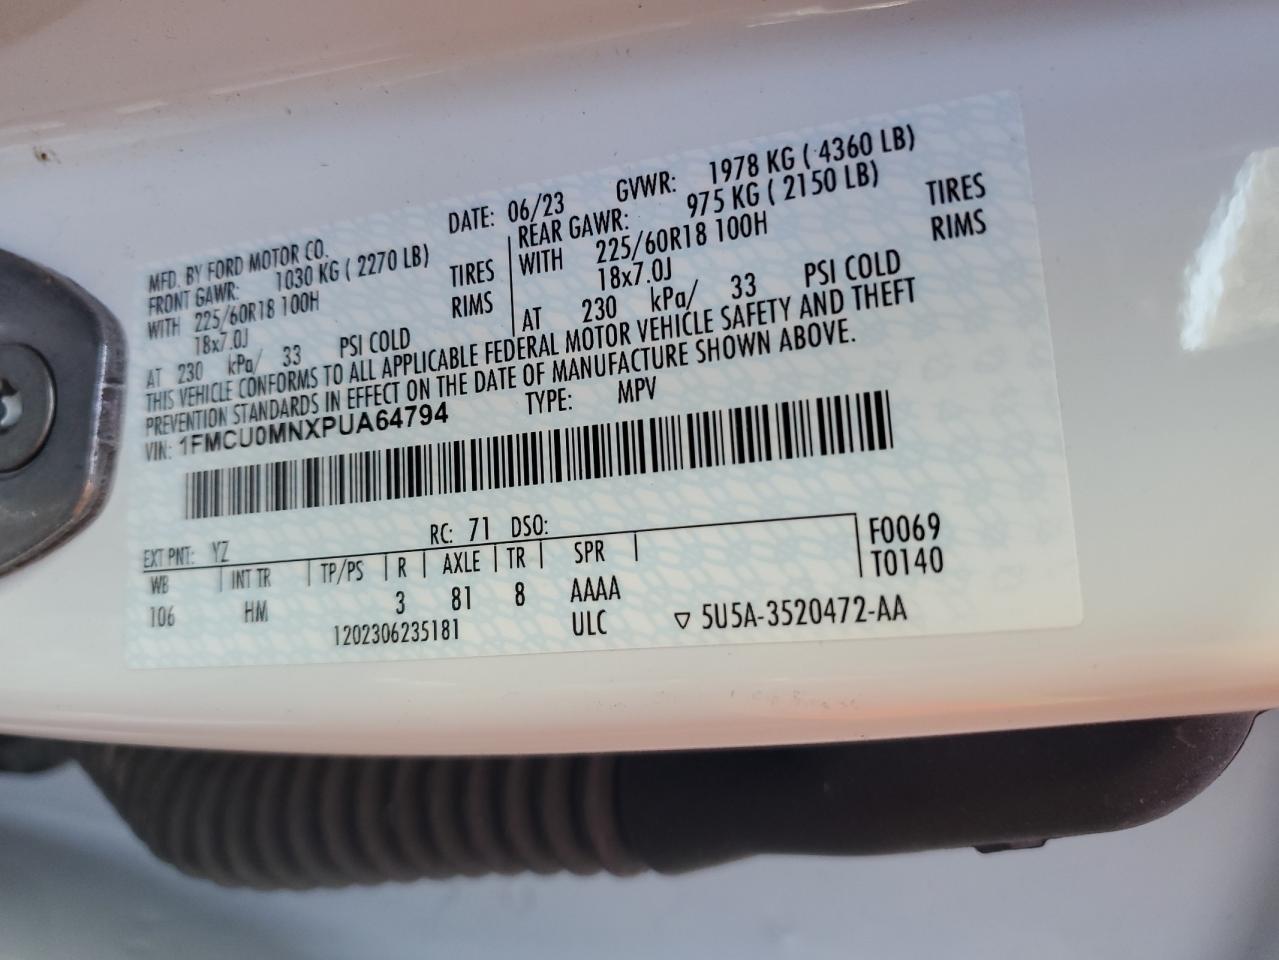 MFD. BY FORD MOTOR CO.
DATE: 06/23 GVWR: 1978 KG ( 4360 LB)
FRONT GAWR: 1030 KG ( 2270 LB)
WITH 225/60R18 100H TIRES
18x7.0J RIMS
AT 230 kPa/ 33 PSI COLD
REAR GAWR: 975 KG ( 2150 LB)
WITH 225/60R18 100H TIRES
18x7.0J RIMS
AT 230 kPa/ 33 PSI COLD
THIS VEHICLE CONFORMS TO ALL APPLICABLE FEDERAL MOTOR VEHICLE SAFETY AND THEFT
PREVENTION STANDARDS IN EFFECT ON THE DATE OF MANUFACTURE SHOWN ABOVE.
VIN: 1FMCU0MNXPUA64794 TYPE: MPV
EXT PNT: YZ RC: 71 DSO:
WB INT TR TP/PS R AXLE TR SPR F0069
106 HM 3 81 8 AAAA T0140
1202306235181 ULC ▽ 5U5A-3520472-AA